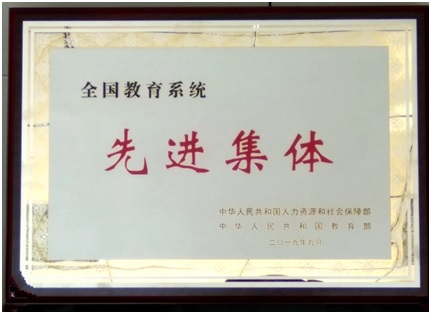 全国教育系统
先进集体
中华人民共和国人力资源和社会保障部
中华人民共和国教育部
二〇一九年九月